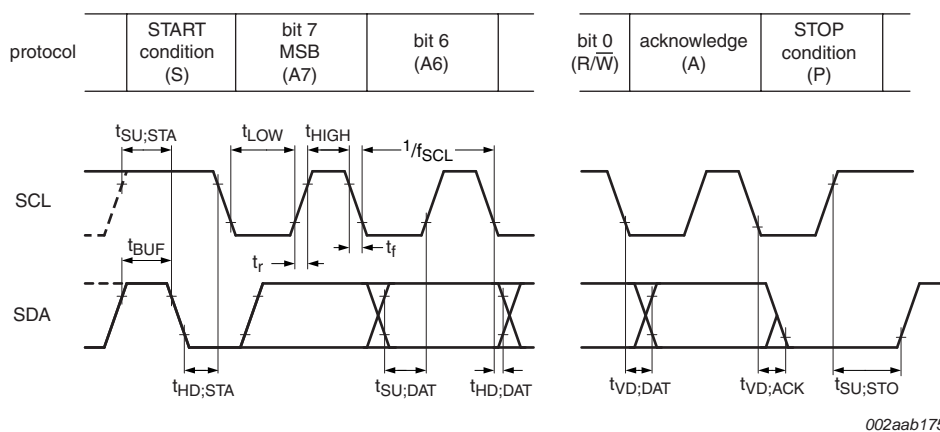 protocol
START condition (S)
bit 7 MSB (A7)
bit 6 (A6)
bit 0 (R/W̅)
acknowledge (A)
STOP condition (P)
tSU;STA
tLOW
tHIGH
1/fSCL
SCL
tBUF
tr
tf
SDA
tHD;STA
tSU;DAT
tHD;DAT
tVD;DAT
tVD;ACK
tSU;STO
002aab175